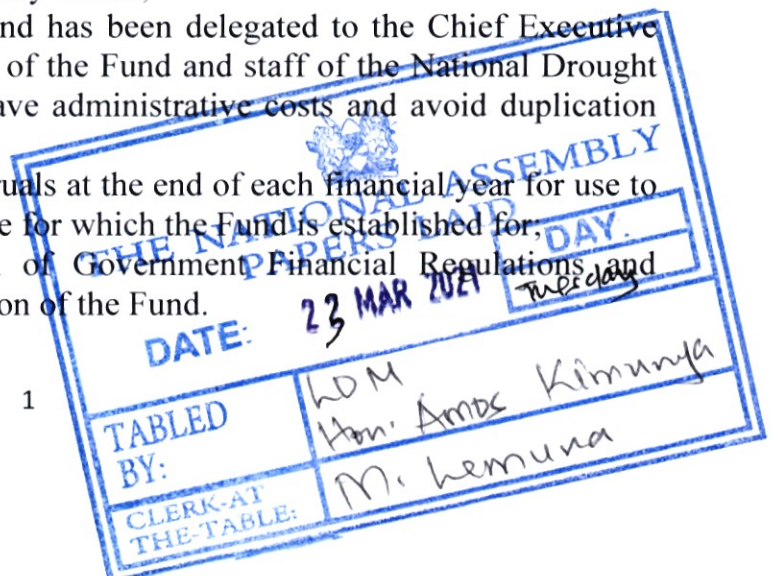 nd has been delegated to the Chief Executive
of the Fund and staff of the National Drought
ave administrative costs and avoid duplication
uals at the end of each financial year for use to
e for which the Fund is established for;
of Government Financial Regulations and
on of the Fund.
1
THE NATIONAL ASSEMBLY
PAPERS LAID
DATE: 23 MAR 2021
DAY.
Tuesday
TABLED
BY:
LOM
Hon. Amos Kimunya
CLERK-AT
THE-TABLE:
M. Lemuna